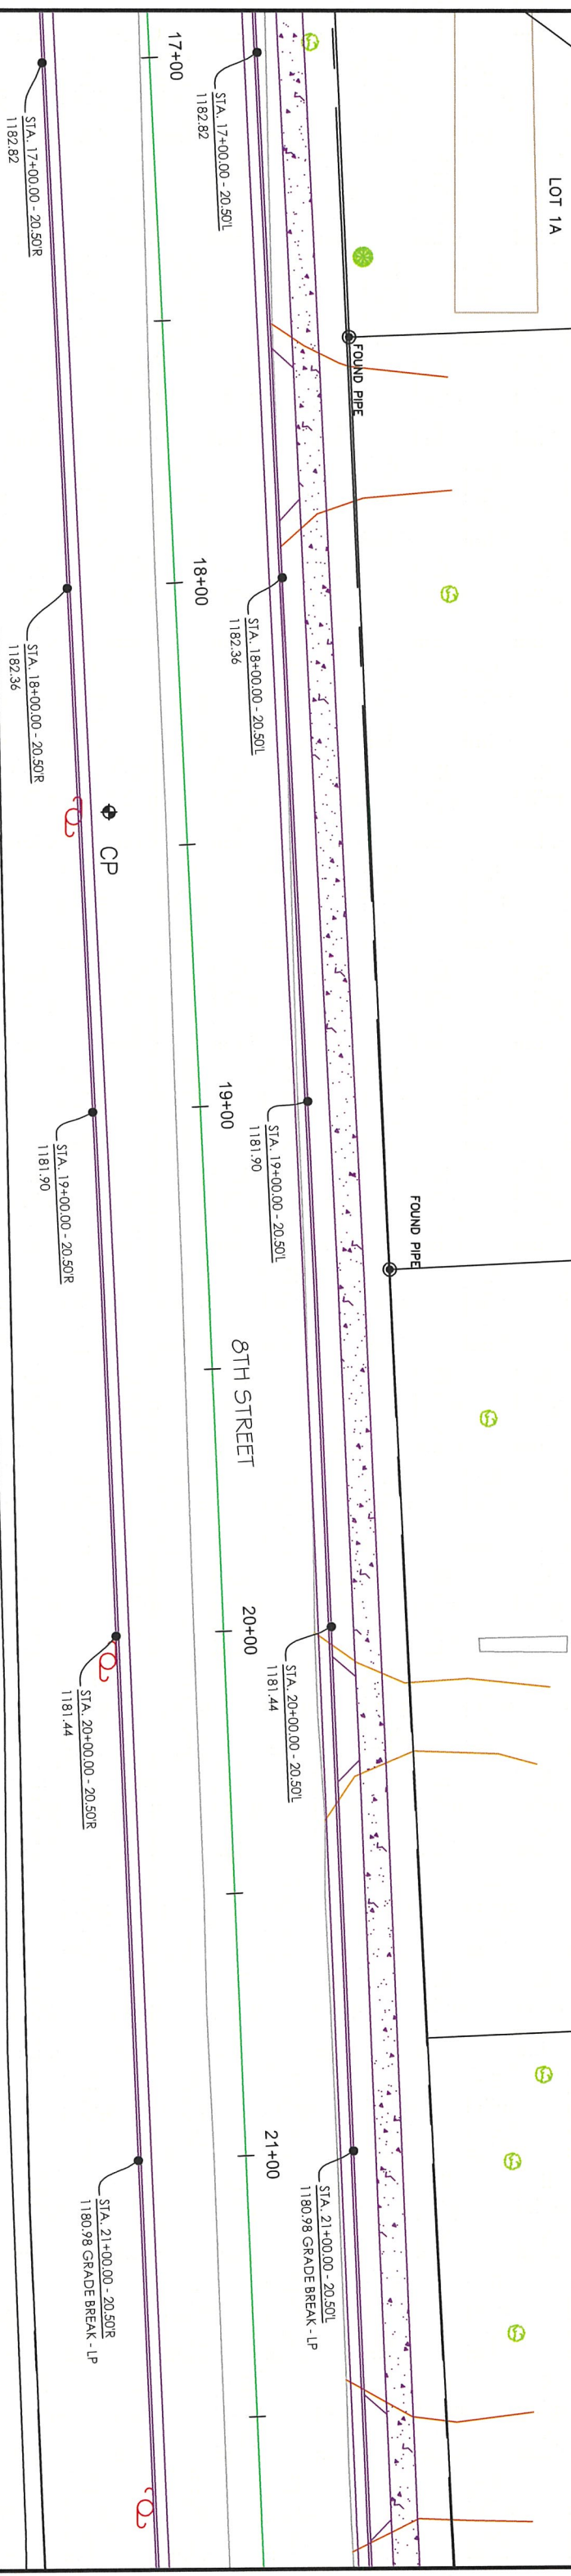 LOT 1A
17+00
STA. 17+00.00 - 20.50'L
1182.82
STA. 17+00.00 - 20.50'R
1182.82
FOUND PIPE
18+00
STA. 18+00.00 - 20.50'L
1182.36
STA. 18+00.00 - 20.50'R
1182.36
CP
19+00
STA. 19+00.00 - 20.50'L
1181.90
STA. 19+00.00 - 20.50'R
1181.90
FOUND PIPE
8TH STREET
20+00
STA. 20+00.00 - 20.50'L
1181.44
STA. 20+00.00 - 20.50'R
1181.44
21+00
STA. 21+00.00 - 20.50'L
1180.98 GRADE BREAK - LP
STA. 21+00.00 - 20.50'R
1180.98 GRADE BREAK - LP